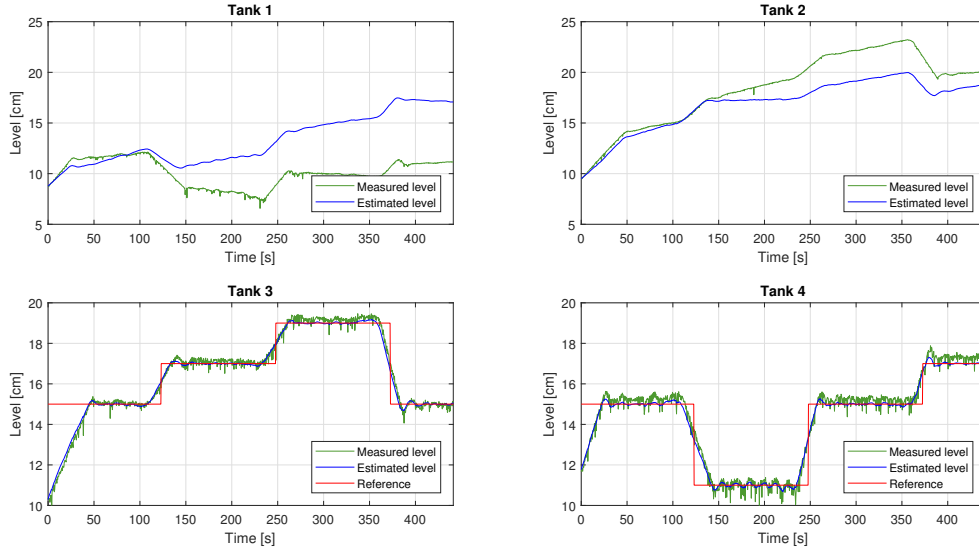 Tank 1
25
20
15
10
5
Level [cm]
0 50 100 150 200 250 300 350 400
Time [s]
Measured level
Estimated level
Tank 2
25
20
15
10
5
Level [cm]
0 50 100 150 200 250 300 350 400
Time [s]
Measured level
Estimated level
Tank 3
20
18
16
14
12
10
Level [cm]
0 50 100 150 200 250 300 350 400
Time [s]
Measured level
Estimated level
Reference
Tank 4
20
18
16
14
12
10
Level [cm]
0 50 100 150 200 250 300 350 400
Time [s]
Measured level
Estimated level
Reference